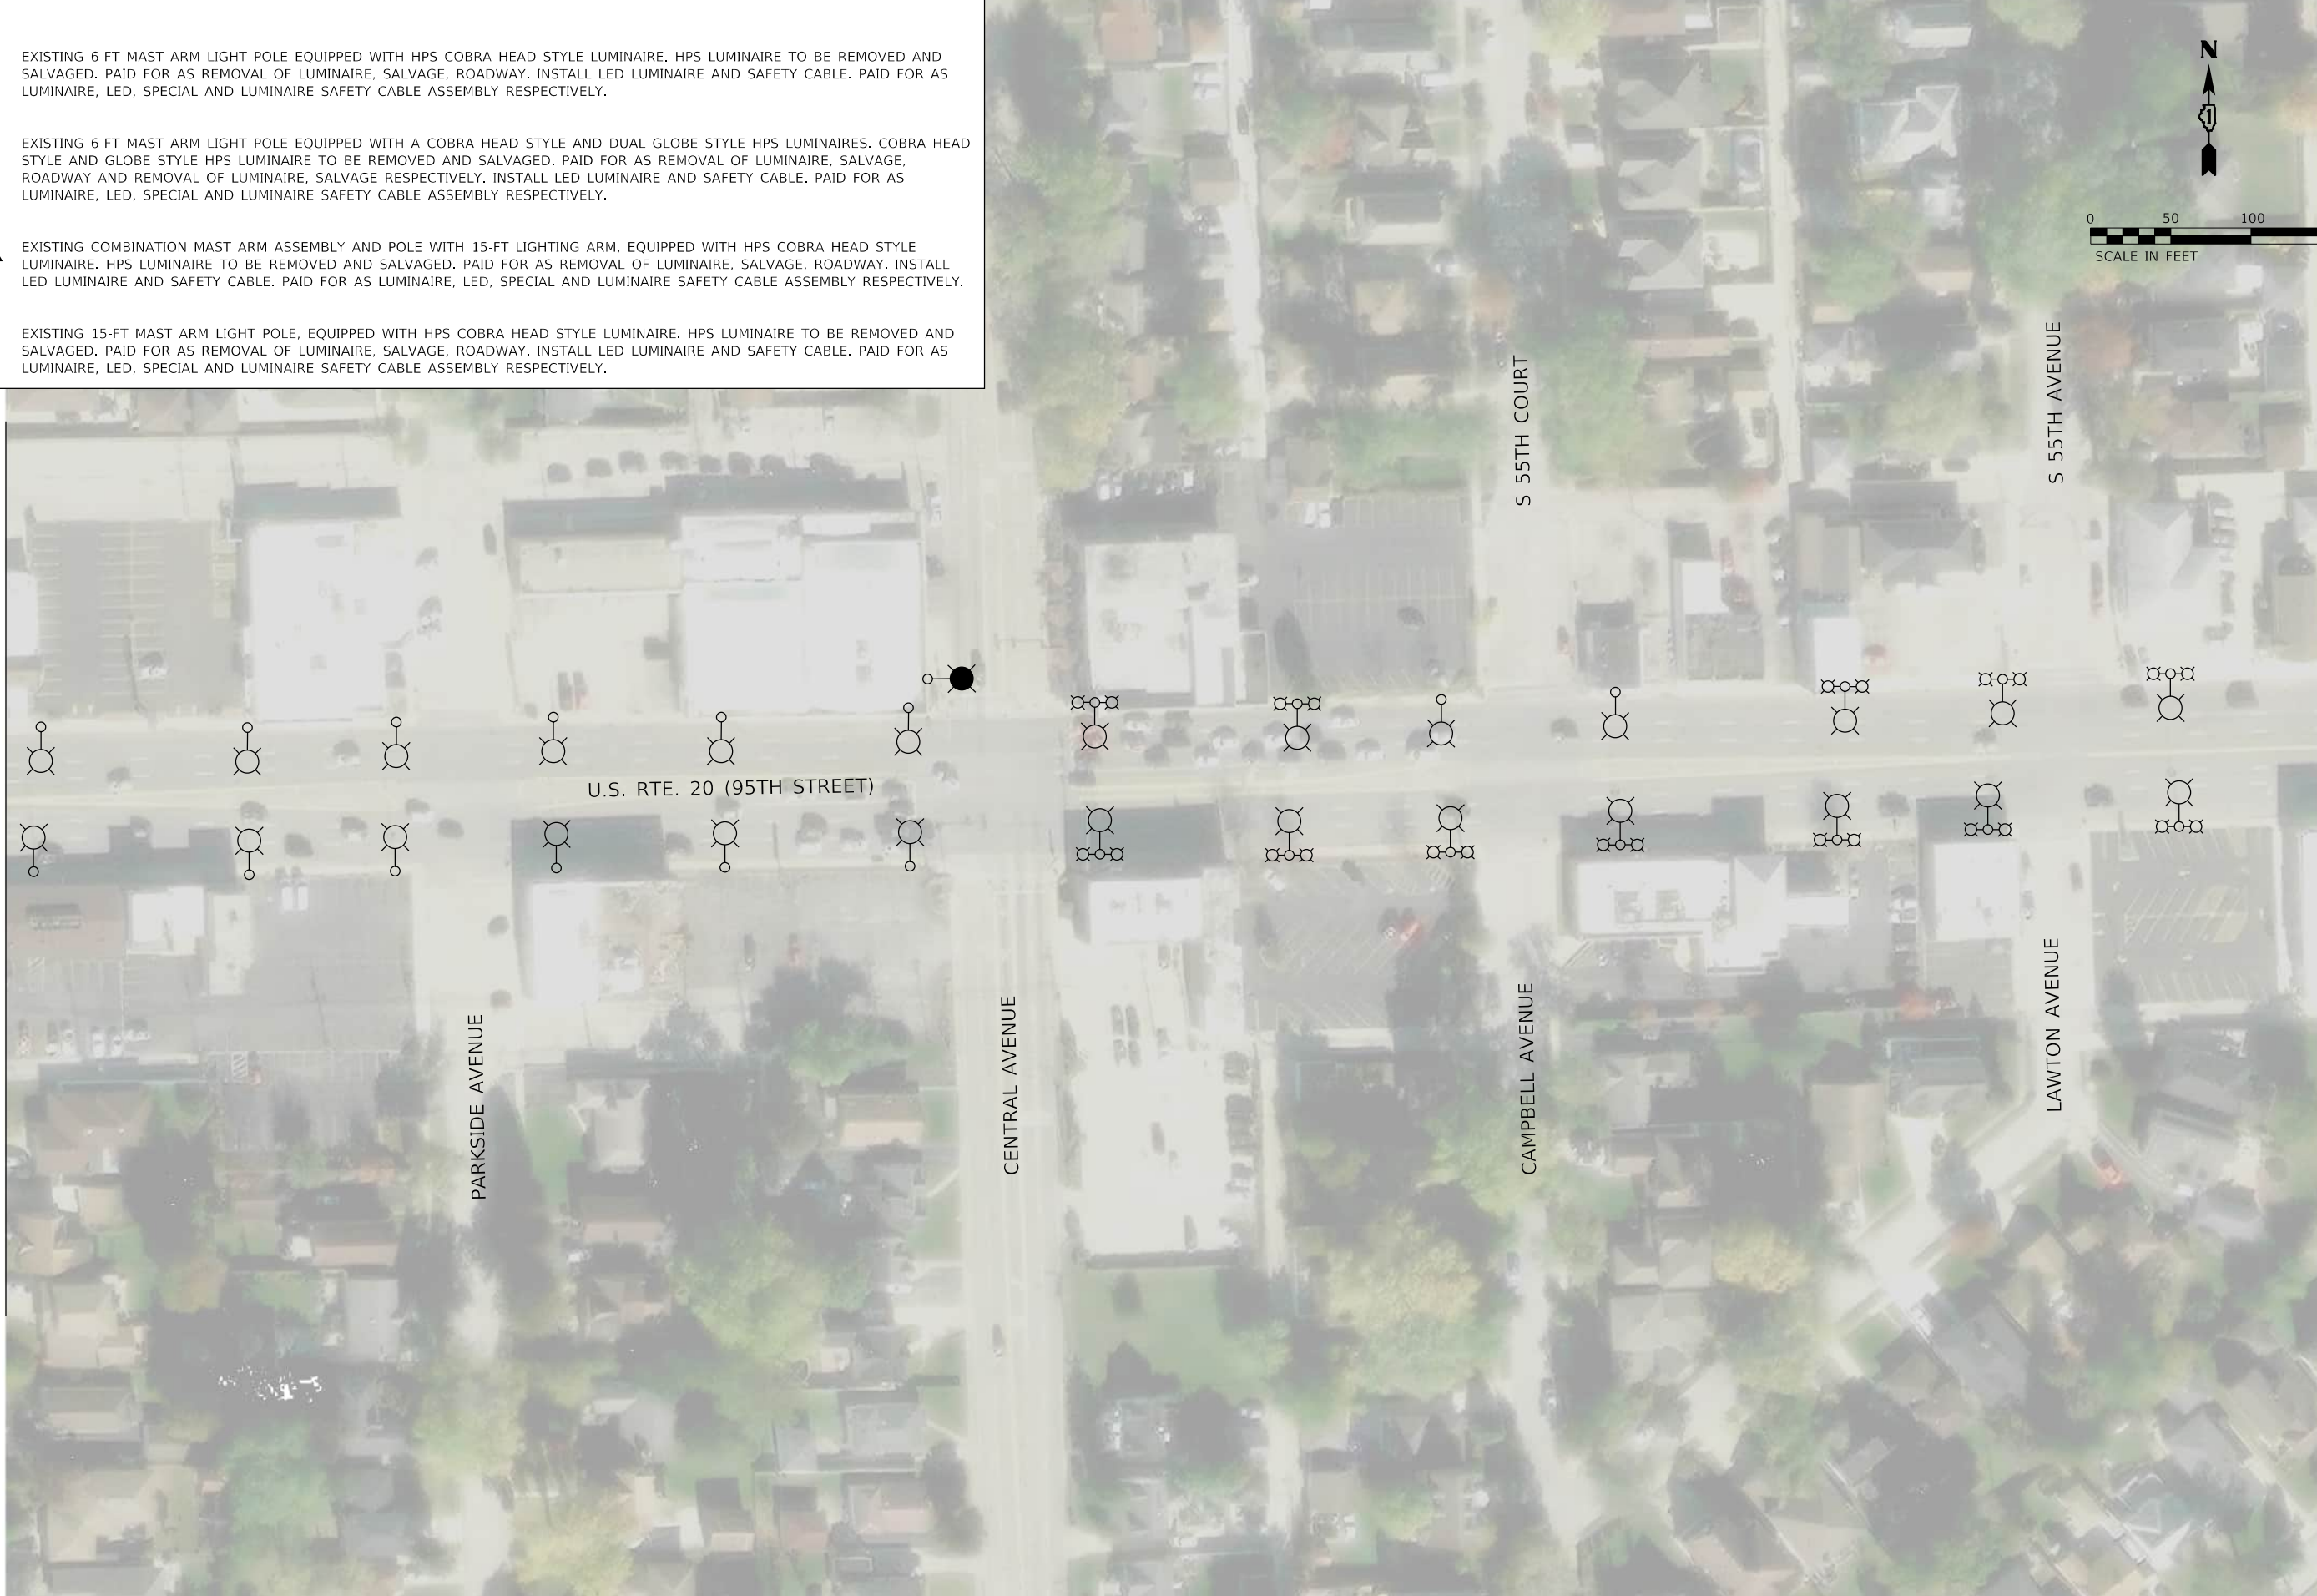 EXISTING 6-FT MAST ARM LIGHT POLE EQUIPPED WITH HPS COBRA HEAD STYLE LUMINAIRE. HPS LUMINAIRE TO BE REMOVED AND
SALVAGED. PAID FOR AS REMOVAL OF LUMINAIRE, SALVAGE, ROADWAY. INSTALL LED LUMINAIRE AND SAFETY CABLE. PAID FOR AS
LUMINAIRE, LED, SPECIAL AND LUMINAIRE SAFETY CABLE ASSEMBLY RESPECTIVELY.
EXISTING 6-FT MAST ARM LIGHT POLE EQUIPPED WITH A COBRA HEAD STYLE AND DUAL GLOBE STYLE HPS LUMINAIRES. COBRA HEAD
STYLE AND GLOBE STYLE HPS LUMINAIRE TO BE REMOVED AND SALVAGED. PAID FOR AS REMOVAL OF LUMINAIRE, SALVAGE,
ROADWAY AND REMOVAL OF LUMINAIRE, SALVAGE RESPECTIVELY. INSTALL LED LUMINAIRE AND SAFETY CABLE. PAID FOR AS
LUMINAIRE, LED, SPECIAL AND LUMINAIRE SAFETY CABLE ASSEMBLY RESPECTIVELY.
EXISTING COMBINATION MAST ARM ASSEMBLY AND POLE WITH 15-FT LIGHTING ARM, EQUIPPED WITH HPS COBRA HEAD STYLE
LUMINAIRE. HPS LUMINAIRE TO BE REMOVED AND SALVAGED. PAID FOR AS REMOVAL OF LUMINAIRE, SALVAGE, ROADWAY. INSTALL
LED LUMINAIRE AND SAFETY CABLE. PAID FOR AS LUMINAIRE, LED, SPECIAL AND LUMINAIRE SAFETY CABLE ASSEMBLY RESPECTIVELY.
EXISTING 15-FT MAST ARM LIGHT POLE, EQUIPPED WITH HPS COBRA HEAD STYLE LUMINAIRE. HPS LUMINAIRE TO BE REMOVED AND
SALVAGED. PAID FOR AS REMOVAL OF LUMINAIRE, SALVAGE, ROADWAY. INSTALL LED LUMINAIRE AND SAFETY CABLE. PAID FOR AS
LUMINAIRE, LED, SPECIAL AND LUMINAIRE SAFETY CABLE ASSEMBLY RESPECTIVELY.
N
1
0 50 100
SCALE IN FEET
S 55TH COURT
S 55TH AVENUE
U.S. RTE. 20 (95TH STREET)
PARKSIDE AVENUE
CENTRAL AVENUE
CAMPBELL AVENUE
LAWTON AVENUE